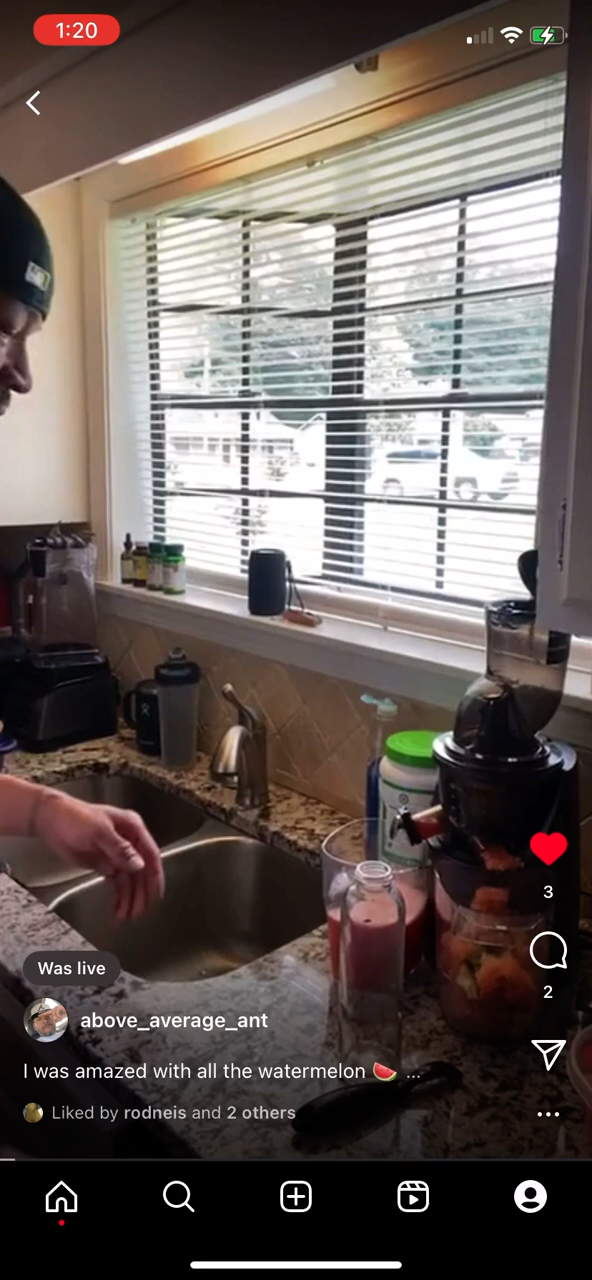 1:20
3
2
Was live
above_average_ant
I was amazed with all the watermelon 🍉 ...
Liked by rodneis and 2 others